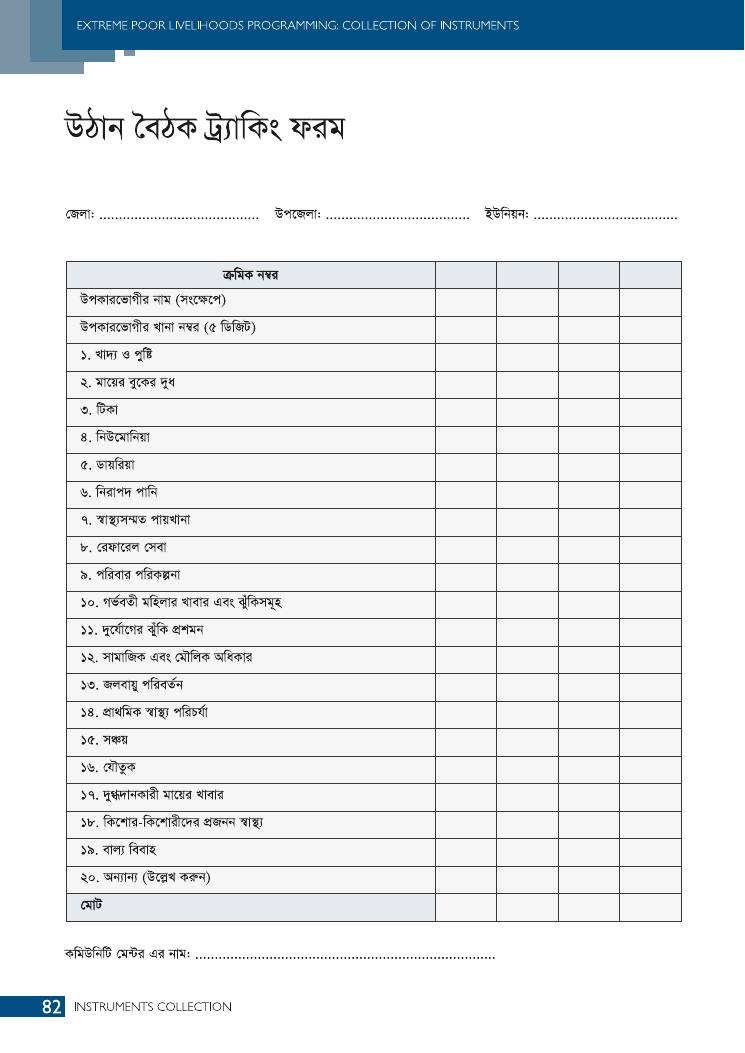 EXTREME POOR LIVELIHOODS PROGRAMMING: COLLECTION OF INSTRUMENTS
উঠান বৈঠক ট্র্যাকিং ফরম
জেলা: ........................................ উপজেলা: ..................................... ইউনিয়ন: .....................................
ক্রমিক নম্বর
উপকারভোগীর নাম (সংক্ষেপে)
উপকারভোগীর খানা নম্বর (৫ ডিজিট)
১. খাদ্য ও পুষ্টি
২. মায়ের বুকের দুধ
৩. টিকা
৪. নিউমোনিয়া
৫. ডায়রিয়া
৬. নিরাপদ পানি
৭. স্বাস্থ্যসম্মত পায়খানা
৮. রেফারেল সেবা
৯. পরিবার পরিকল্পনা
১০. গর্ভবতী মহিলার খাবার এবং ঝুঁকিসমূহ
১১. দুর্যোগের ঝুঁকি প্রশমন
১২. সামাজিক এবং মৌলিক অধিকার
১৩. জলবায়ু পরিবর্তন
১৪. প্রাথমিক স্বাস্থ্য পরিচর্যা
১৫. সঞ্চয়
১৬. যৌতুক
১৭. দুগ্ধদানকারী মায়ের খাবার
১৮. কিশোর-কিশোরীদের প্রজনন স্বাস্থ্য
১৯. বাল্য বিবাহ
২০. অন্যান্য (উল্লেখ করুন)
মোট
কমিউনিটি মেন্টর এর নাম: .............................................................................
82 INSTRUMENTS COLLECTION